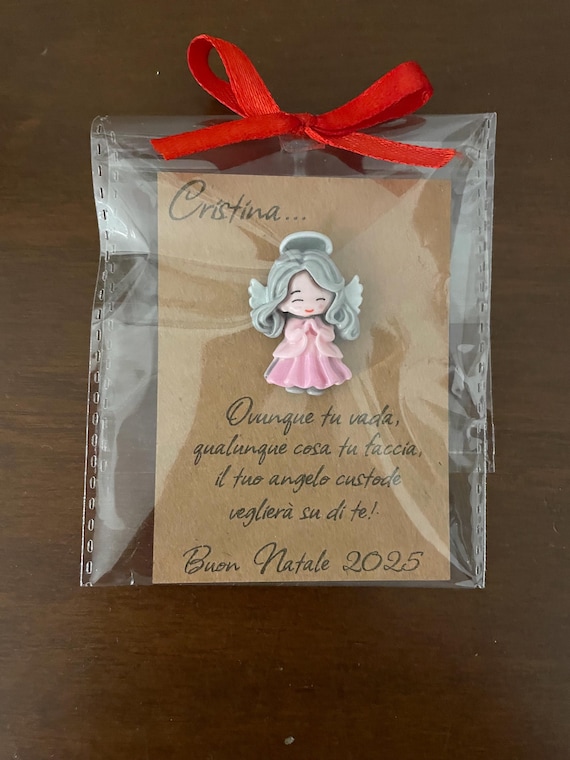 Cristina...
Ovunque tu vada,
qualunque cosa tu faccia,
il tuo angelo custode
veglierà su di te!
Buon Natale 2025